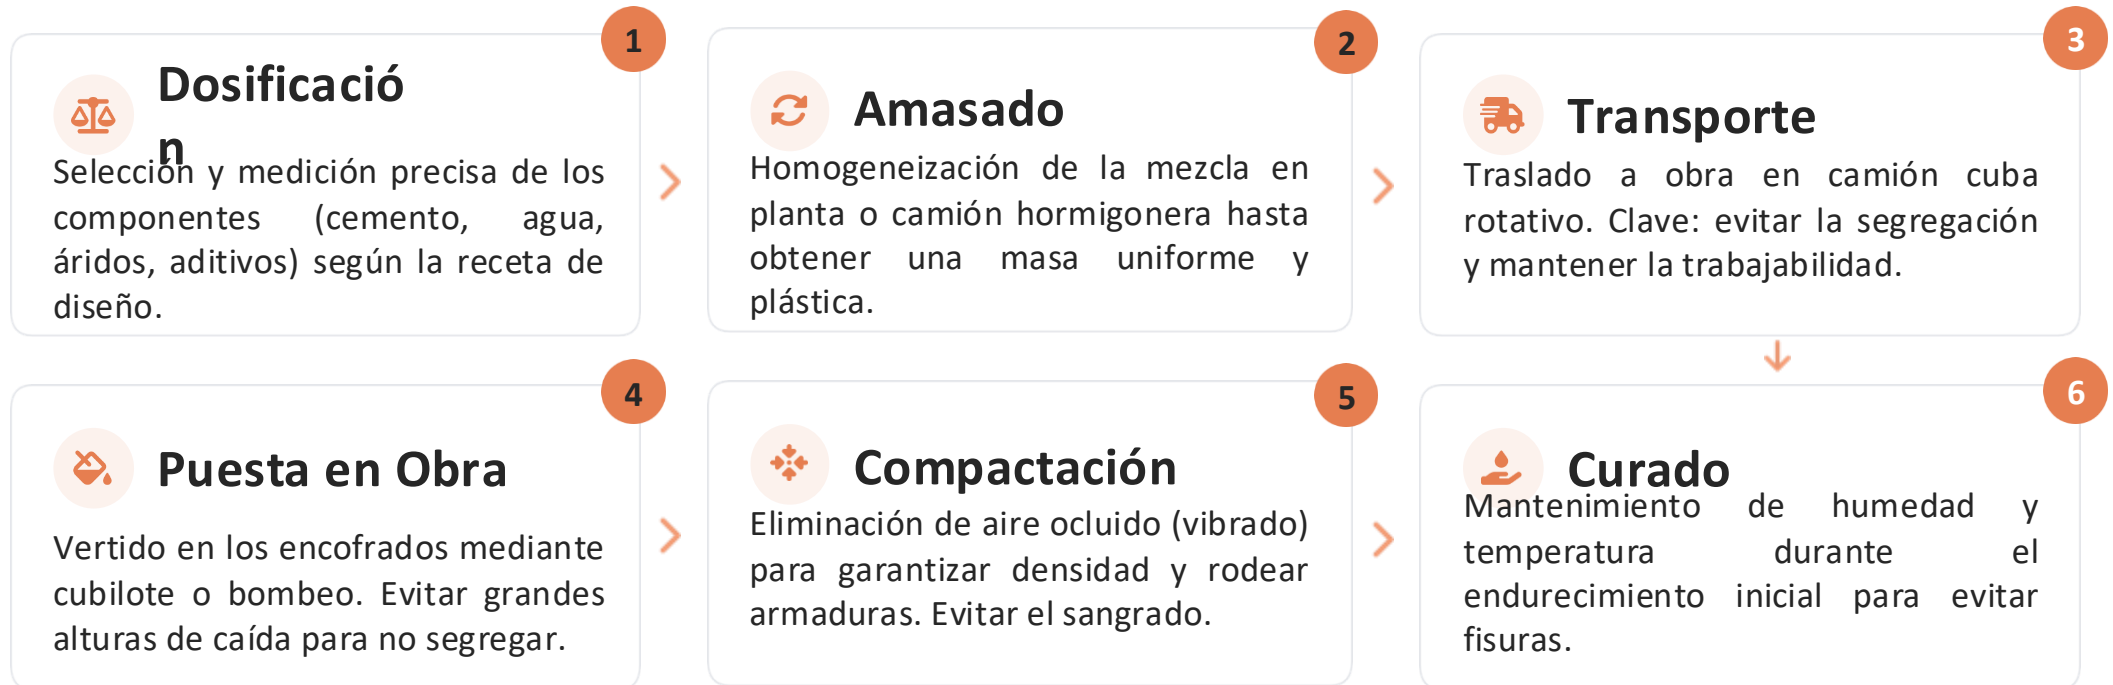 1
Dosificació
n
Selección y medición precisa de los
componentes (cemento, agua,
áridos, aditivos) según la receta de
diseño.
2
Amasado
Homogeneización de la mezcla en
planta o camión hormigonera hasta
obtener una masa uniforme y
plástica.
3
Transporte
Traslado a obra en camión cuba
rotativo. Clave: evitar la segregación
y mantener la trabajabilidad.
4
Puesta en Obra
Vertido en los encofrados mediante
cubilote o bombeo. Evitar grandes
alturas de caída para no segregar.
5
Compactación
Eliminación de aire ocluido (vibrado)
para garantizar densidad y rodear
armaduras. Evitar el sangrado.
6
Curado
Mantenimiento de humedad y
temperatura durante el
endurecimiento inicial para evitar
fisuras.